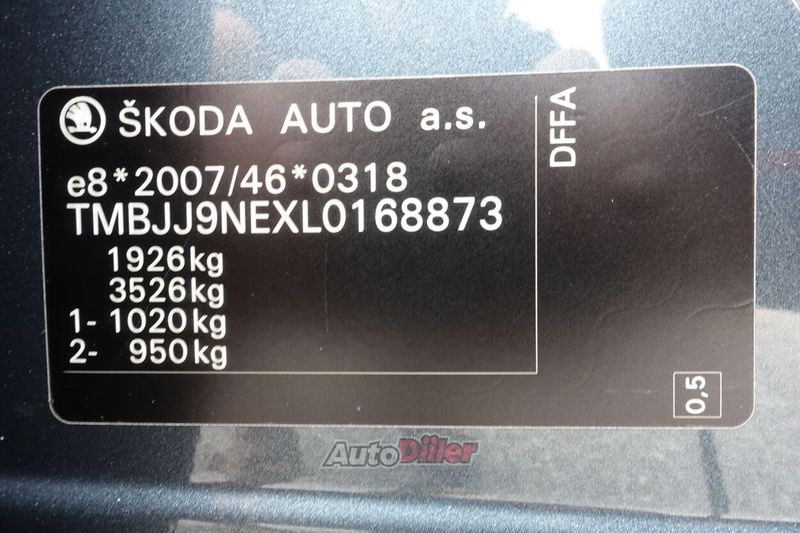 ŠKODA AUTO a.s.
e8*2007/46*0318
TMBJJ9NEXL0168873
1926kg
3526kg
1- 1020kg
2- 950kg
DFFA
0,5
AutoDiiler